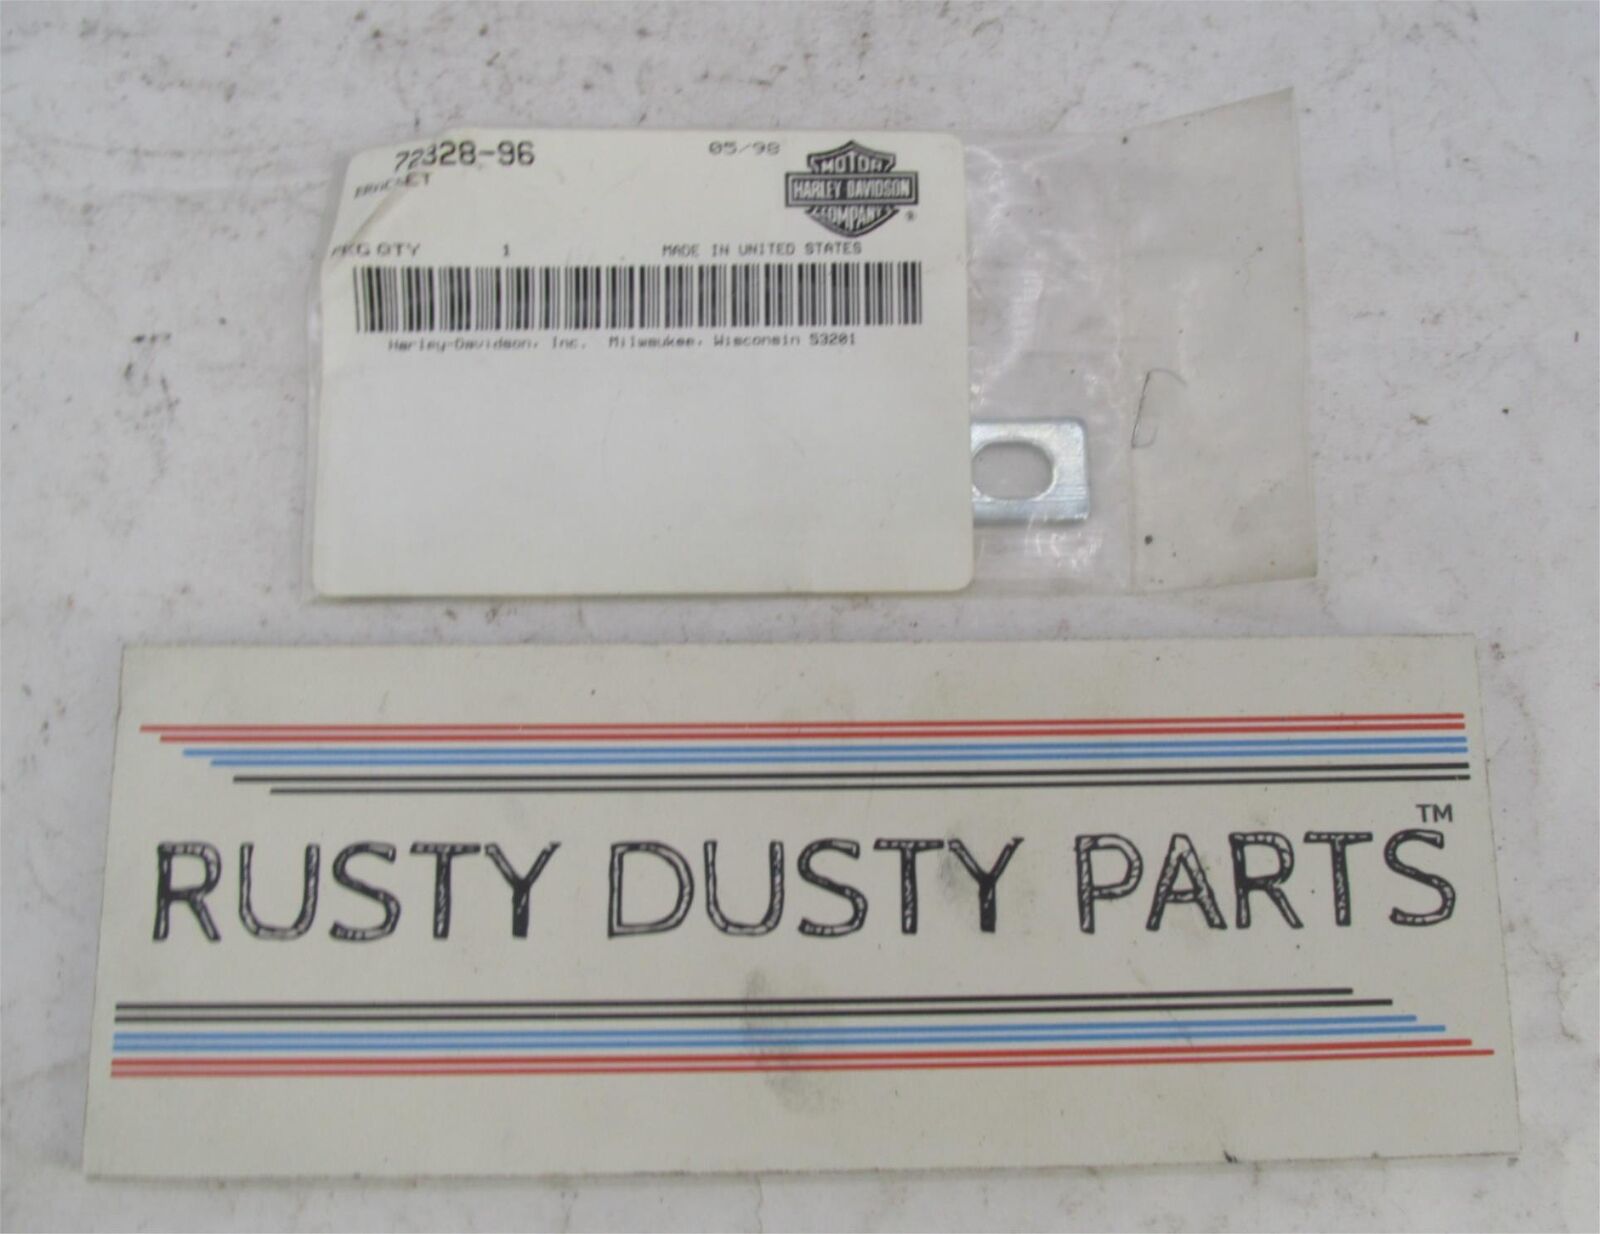 72328-96
05/98
BRACKET
MOTOR
HARLEY-DAVIDSON
COMPANY
®
PKG QTY 1 MADE IN UNITED STATES
Harley-Davidson, Inc. Milwaukee, Wisconsin 53201
RUSTY DUSTY PARTS™